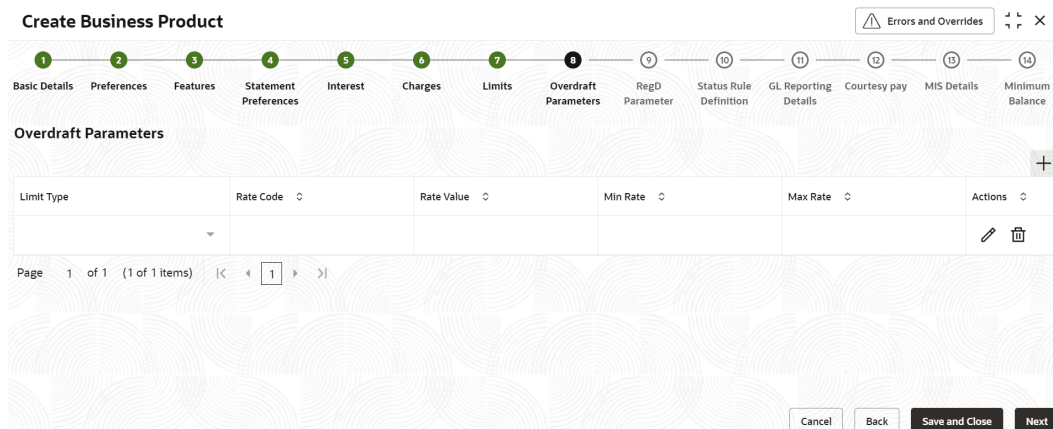 Create Business Product
Errors and Overrides
1 2 3 4 5 6 7 8 9 10 11 12 13 14
Basic Details Preferences Features Statement Interest Charges Limits Overdraft RegD Status Rule GL Reporting Courtesy pay MIS Details Minimum
Preferences Parameters Parameter Definition Details Balance
Overdraft Parameters
Limit Type Rate Code Rate Value Min Rate Max Rate Actions
Page 1 of 1 (1 of 1 items) 1
Cancel Back Save and Close Next